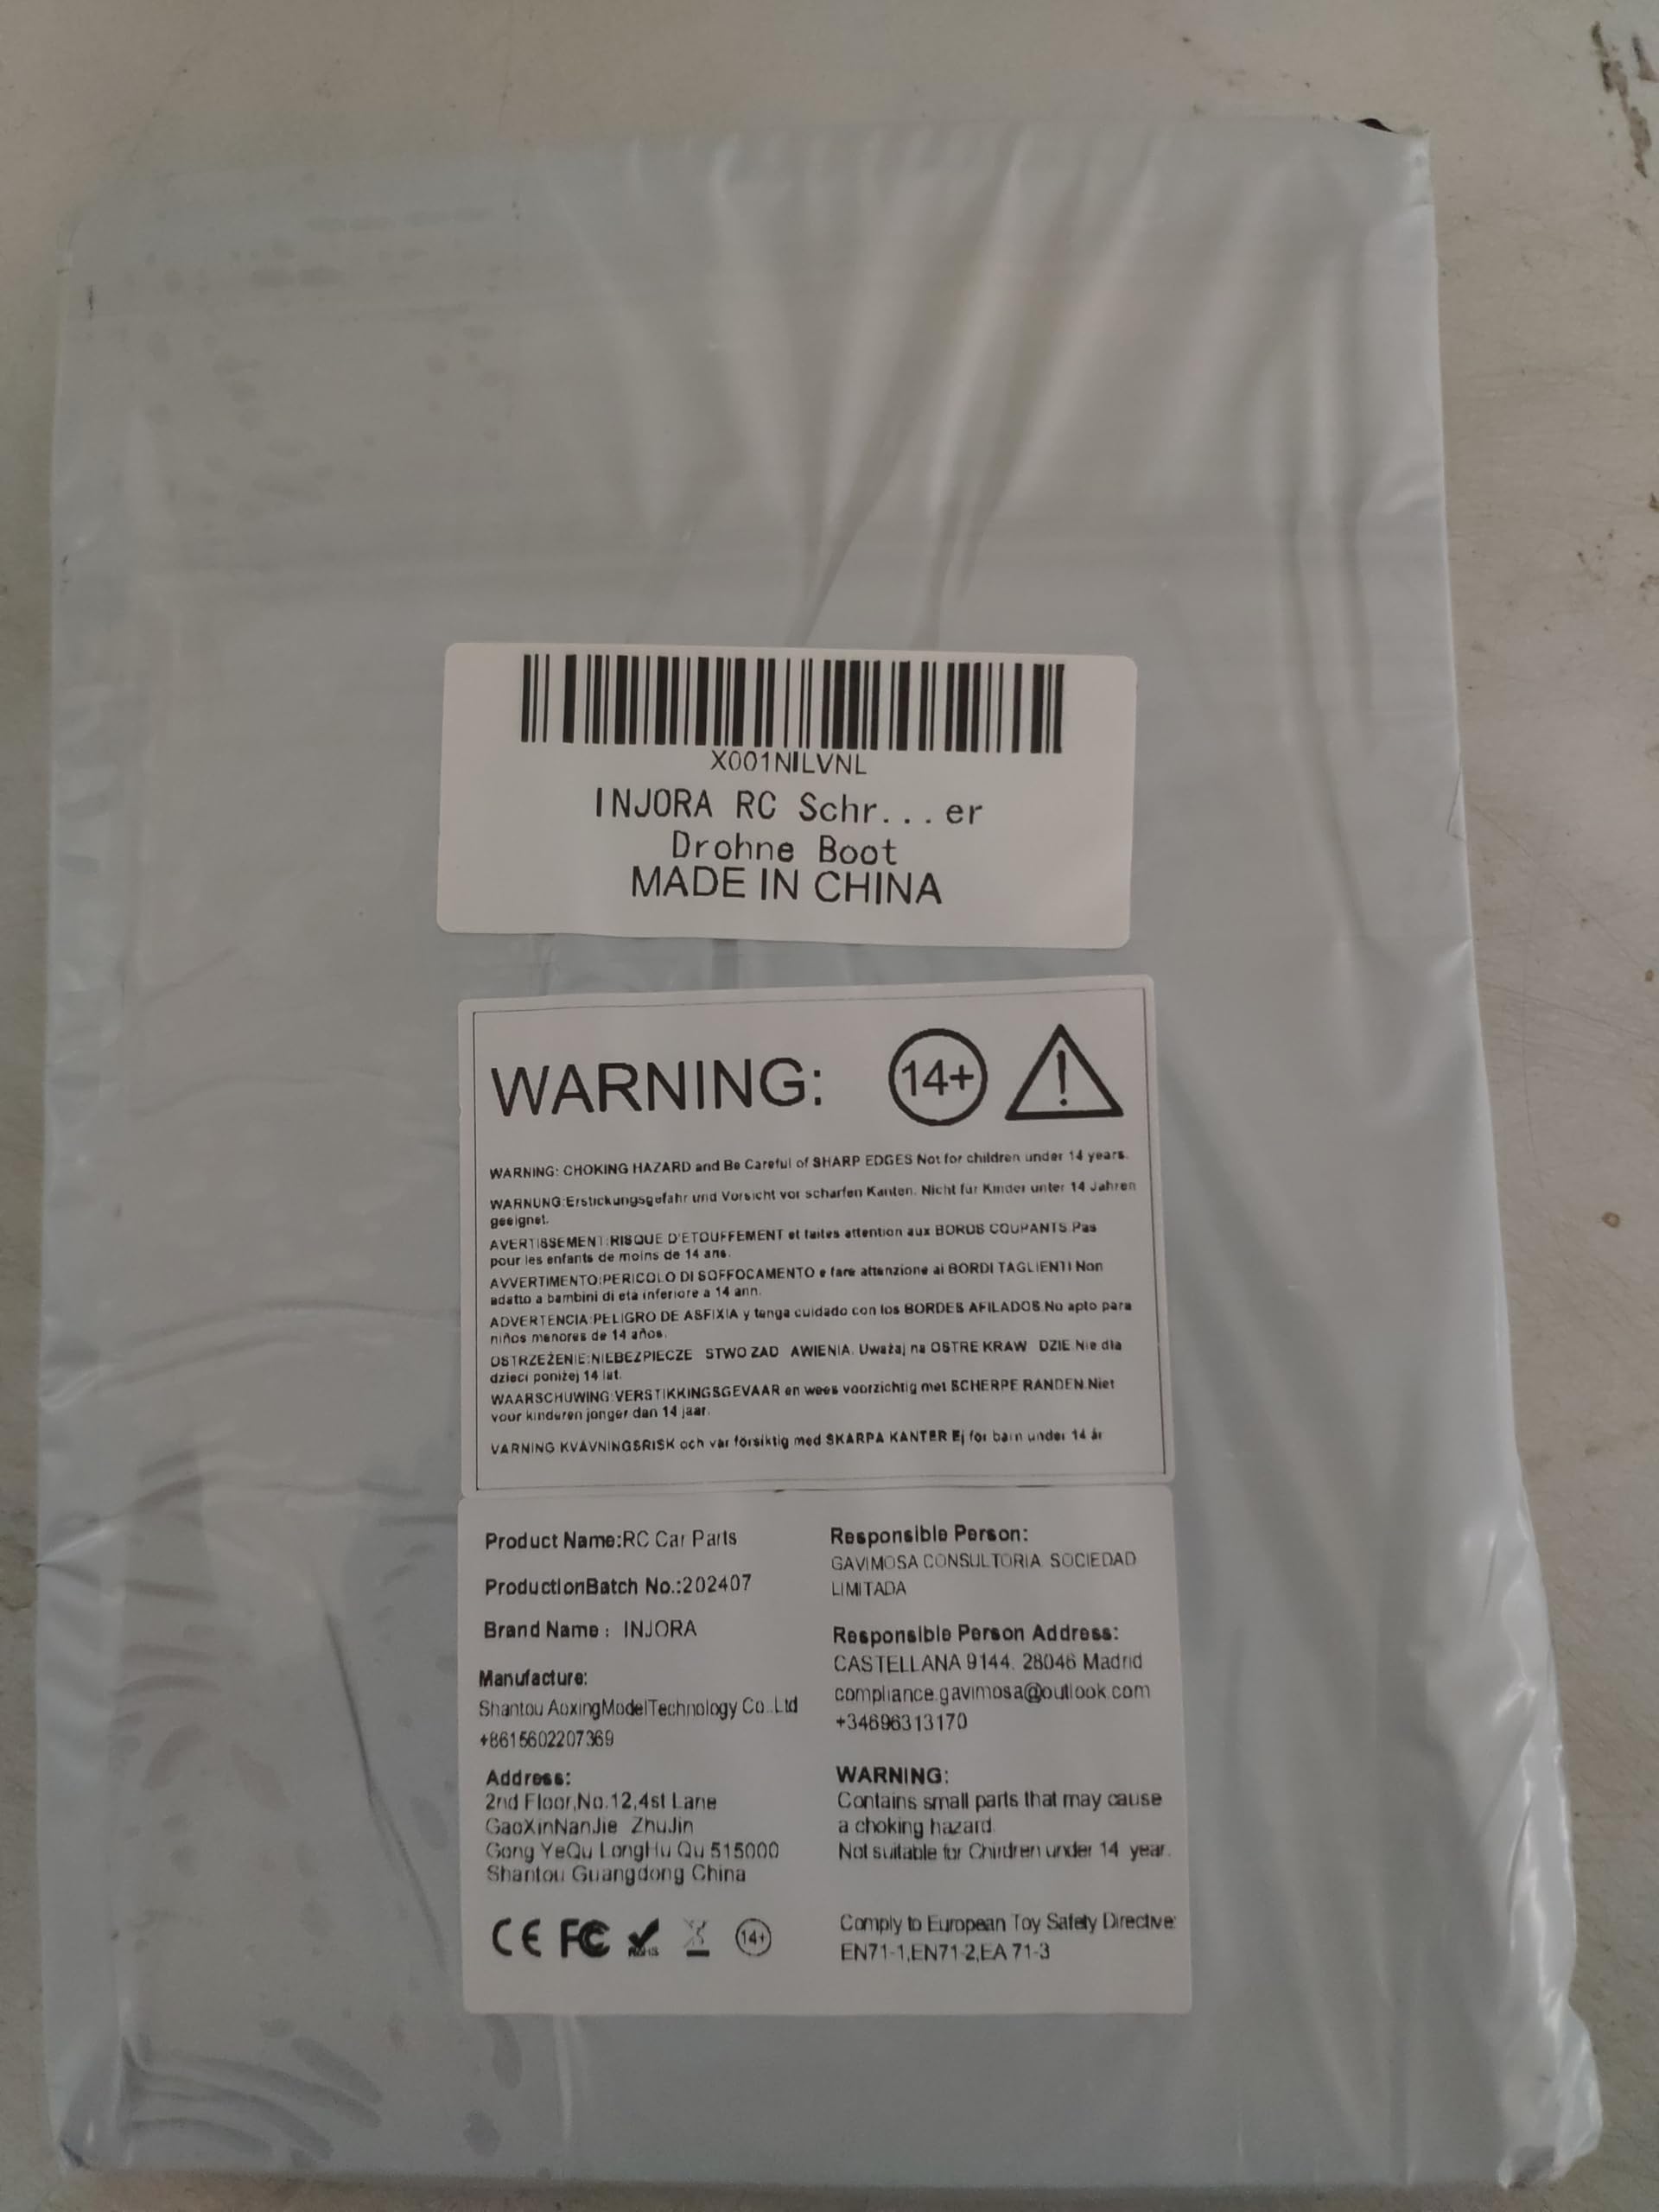 X001NILVNL
INJORA RC Schr...er
Drohne Boot
MADE IN CHINA
WARNING: 14+
WARNING: CHOKING HAZARD and Be Careful of SHARP EDGES Not for children under 14 years.
WARNUNG:Erstickungsgefahr und Vorsicht vor scharfen Kanten. Nicht für Kinder unter 14 Jahren
geeignet.
AVERTISSEMENT:RISQUE D'ETOUFFEMENT et faites attention aux BORDS COUPANTS.Pas
pour les enfants de moins de 14 ans.
AVVERTIMENTO:PERICOLO DI SOFFOCAMENTO e fare attenzione ai BORDI TAGLIENTI Non
adatto a bambini di età inferiore a 14 ann.
ADVERTENCIA:PELIGRO DE ASFIXIA y tenga cuidado con los BORDES AFILADOS.No apto para
niños menores de 14 años.
OSTRZEŻENIE:NIEBEZPIECZE STWO ZAD AWIENIA. Uważaj na OSTRE KRAW DZIE.Nie dla
dzieci poniżej 14 lat.
WAARSCHUWING:VERSTIKKINGSGEVAAR en wees voorzichtig met SCHERPE RANDEN.Niet
voor kinderen jonger dan 14 jaar.
VARNING KVÄVNINGSRISK och var försiktig med SKARPA KANTER Ej for barn under 14 år
Product Name:RC Car Parts
ProductionBatch No.:202407
Brand Name: INJORA
Manufacture:
Shantou AoxingModelTechnology Co.,Ltd
+8615602207369
Address:
2nd Floor,No.12,4st Lane
GaoXinNanJie ZhuJin
Gong YeQu LongHu Qu 515000
Shantou Guangdong China
CE FC RoHS 14+
Responsible Person:
GAVIMOSA CONSULTORIA. SOCIEDAD
LIMITADA
Responsible Person Address:
CASTELLANA 9144. 28046 Madrid
compliance.gavimosa@outlook.com
+34696313170
WARNING:
Contains small parts that may cause
a choking hazard.
Not suitable for Chirdren under 14 year.
Comply to European Toy Safety Directive:
EN71-1,EN71-2,EA 71-3